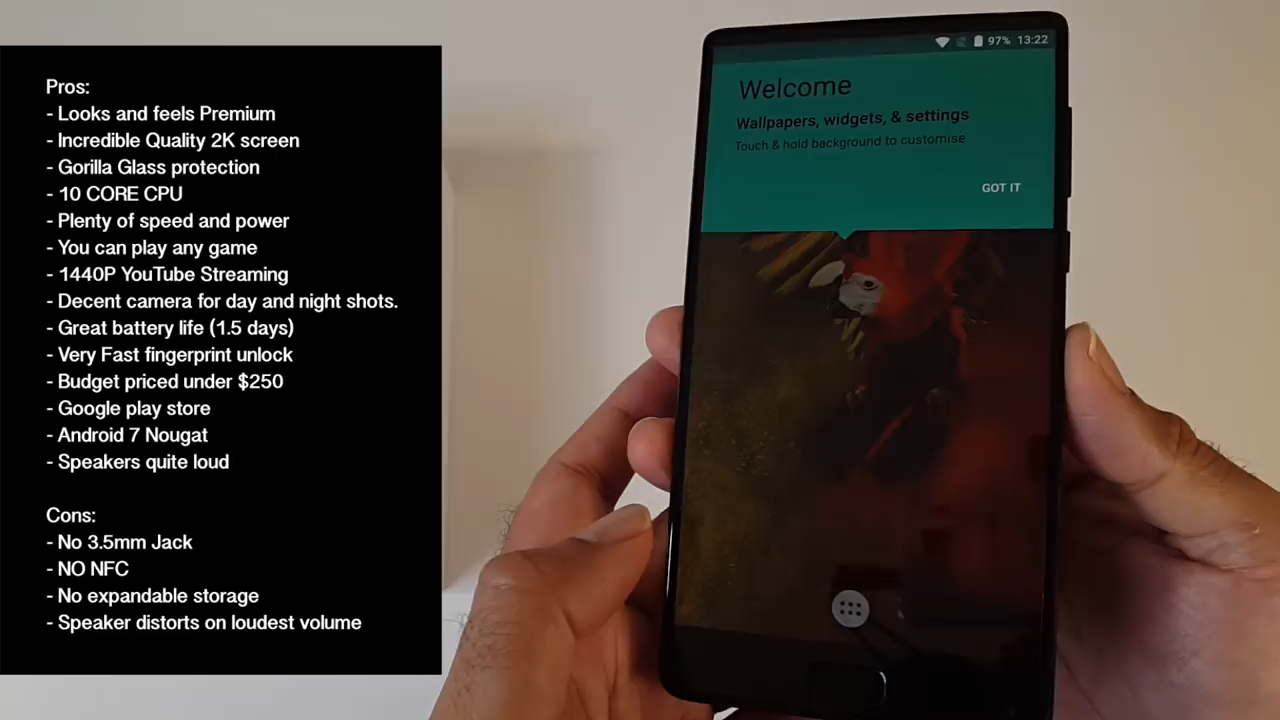 Pros:
- Looks and feels Premium
- Incredible Quality 2K screen
- Gorilla Glass protection
- 10 CORE CPU
- Plenty of speed and power
- You can play any game
- 1440P YouTube Streaming
- Decent camera for day and night shots.
- Great battery life (1.5 days)
- Very Fast fingerprint unlock
- Budget priced under $250
- Google play store
- Android 7 Nougat
- Speakers quite loud
Cons:
- No 3.5mm Jack
- NO NFC
- No expandable storage
- Speaker distorts on loudest volume
97% 13:22
Welcome
Wallpapers, widgets, & settings
Touch & hold background to customise
GOT IT